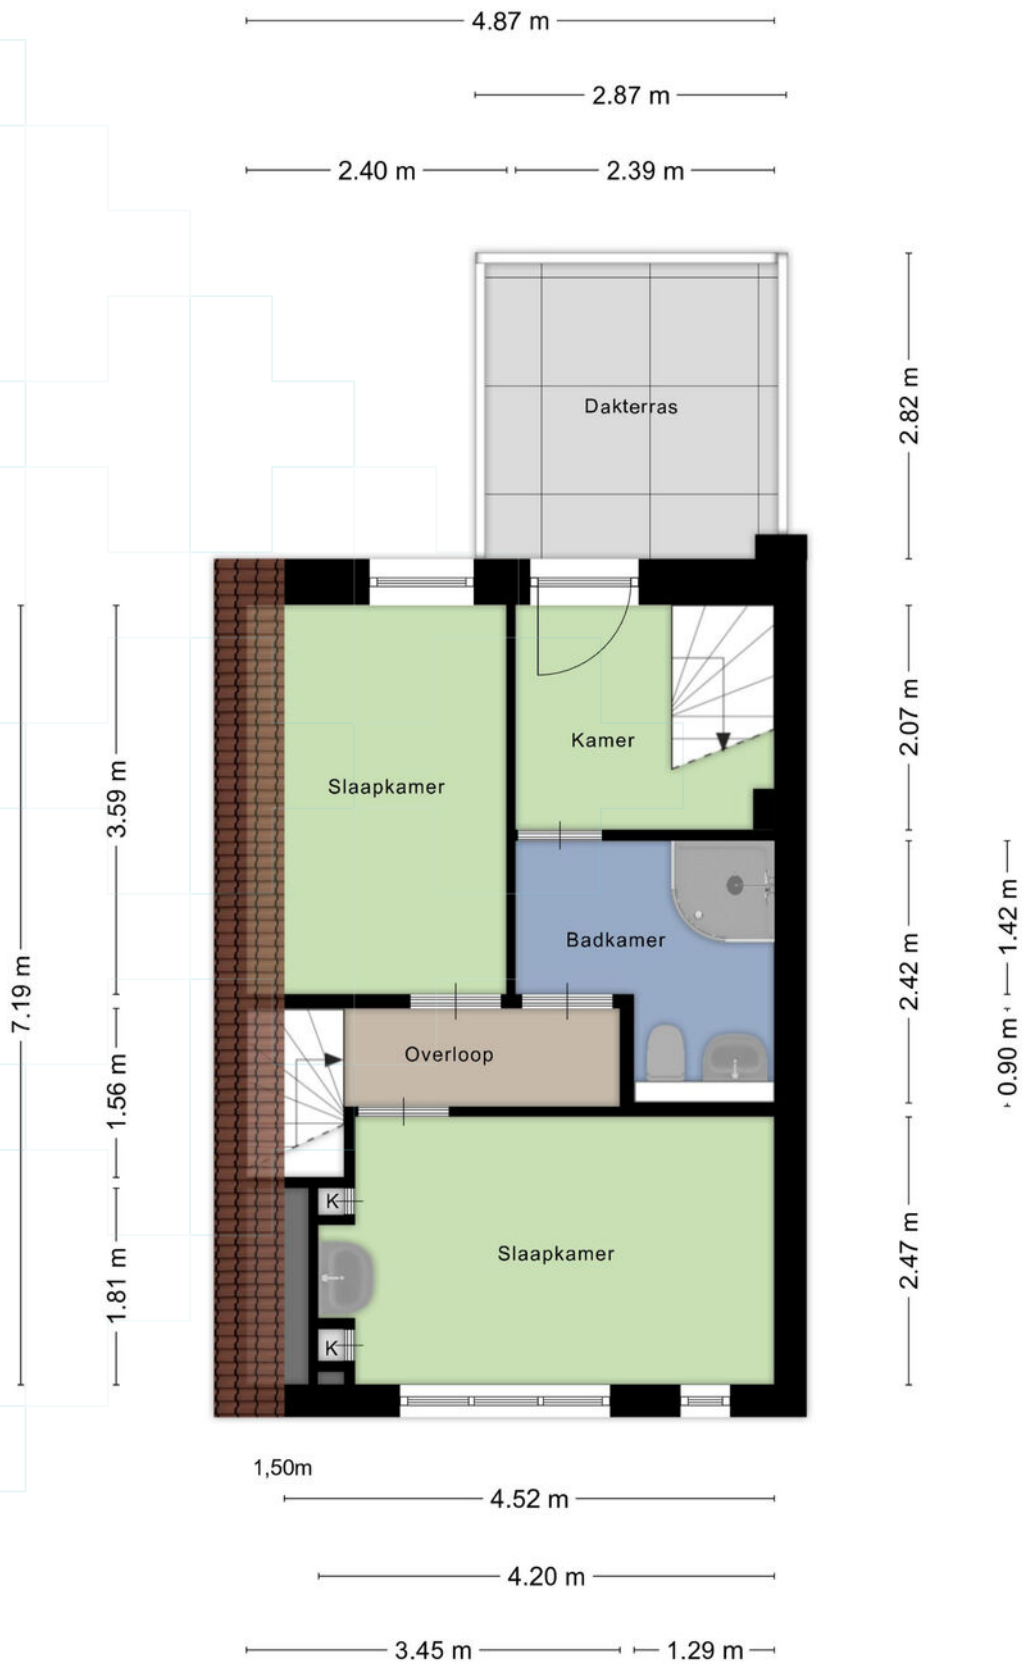 4.87 m
2.87 m
2.40 m
2.39 m
Dakterras
2.82 m
Kamer
2.07 m
Slaapkamer
3.59 m
Badkamer
2.42 m
1.42 m
7.19 m
Overloop
0.90 m
1.56 m
K
Slaapkamer
2.47 m
1.81 m
K
1,50m
4.52 m
4.20 m
3.45 m
1.29 m